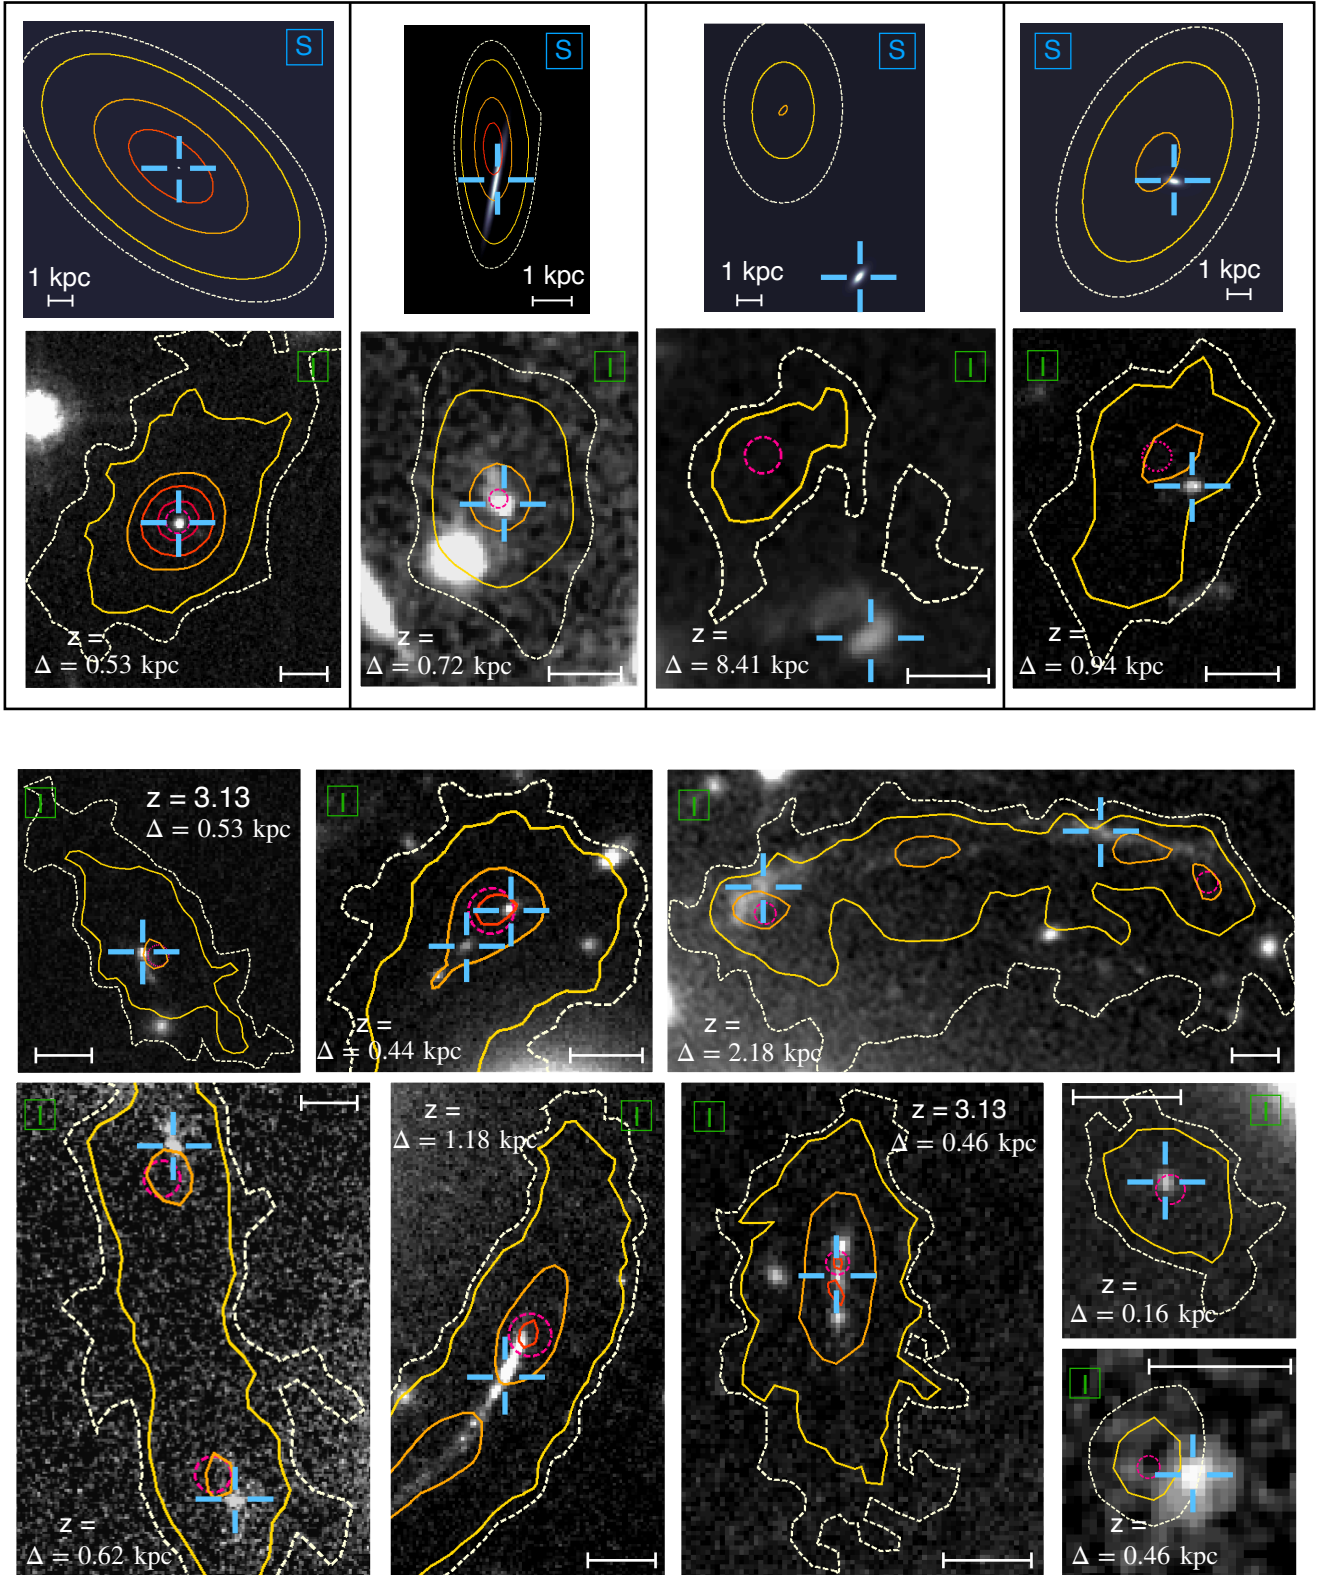 S
S
S
S
1 kpc
1 kpc
1 kpc
1 kpc
I
I
I
I
z =
Δ = 0.53 kpc
z =
Δ = 0.72 kpc
z =
Δ = 8.41 kpc
z =
Δ = 0.94 kpc
I
z = 3.13
Δ = 0.53 kpc
I
z =
Δ = 0.44 kpc
I
z =
Δ = 2.18 kpc
I
z =
Δ = 0.62 kpc
z =
Δ = 1.18 kpc
I
I
z = 3.13
Δ = 0.46 kpc
I
z =
Δ = 0.16 kpc
I
z =
Δ = 0.46 kpc